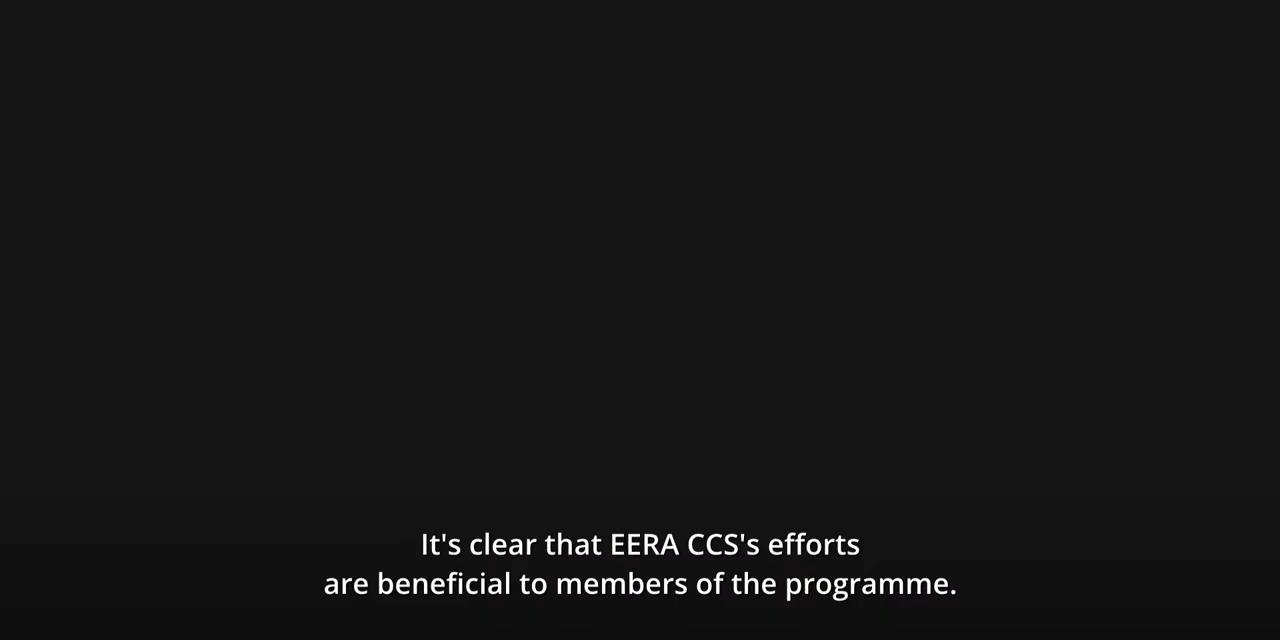 It's clear that EERA CCS's efforts
are beneficial to members of the programme.